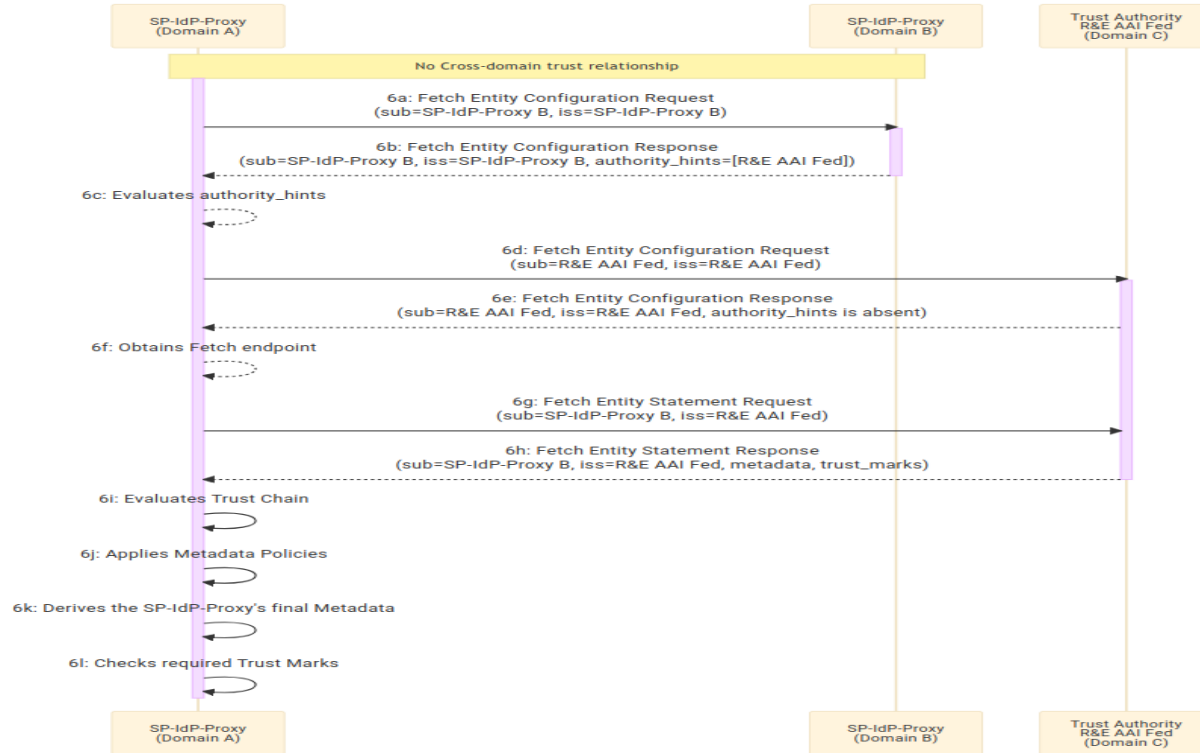 SP-IdP-Proxy
(Domain A)
SP-IdP-Proxy
(Domain B)
Trust Authority
R&E AAI Fed
(Domain C)
No Cross-domain trust relationship
6a: Fetch Entity Configuration Request
(sub=SP-IdP-Proxy B, iss=SP-IdP-Proxy B)
6b: Fetch Entity Configuration Response
(sub=SP-IdP-Proxy B, iss=SP-IdP-Proxy B, authority_hints=[R&E AAI Fed])
6c: Evaluates authority_hints
6d: Fetch Entity Configuration Request
(sub=R&E AAI Fed, iss=R&E AAI Fed)
6e: Fetch Entity Configuration Response
(sub=R&E AAI Fed, iss=R&E AAI Fed, authority_hints is absent)
6f: Obtains Fetch endpoint
6g: Fetch Entity Statement Request
(sub=SP-IdP-Proxy B, iss=R&E AAI Fed)
6h: Fetch Entity Statement Response
(sub=SP-IdP-Proxy B, iss=R&E AAI Fed, metadata, trust_marks)
6i: Evaluates Trust Chain
6j: Applies Metadata Policies
6k: Derives the SP-IdP-Proxy's final Metadata
6l: Checks required Trust Marks
SP-IdP-Proxy
(Domain A)
SP-IdP-Proxy
(Domain B)
Trust Authority
R&E AAI Fed
(Domain C)